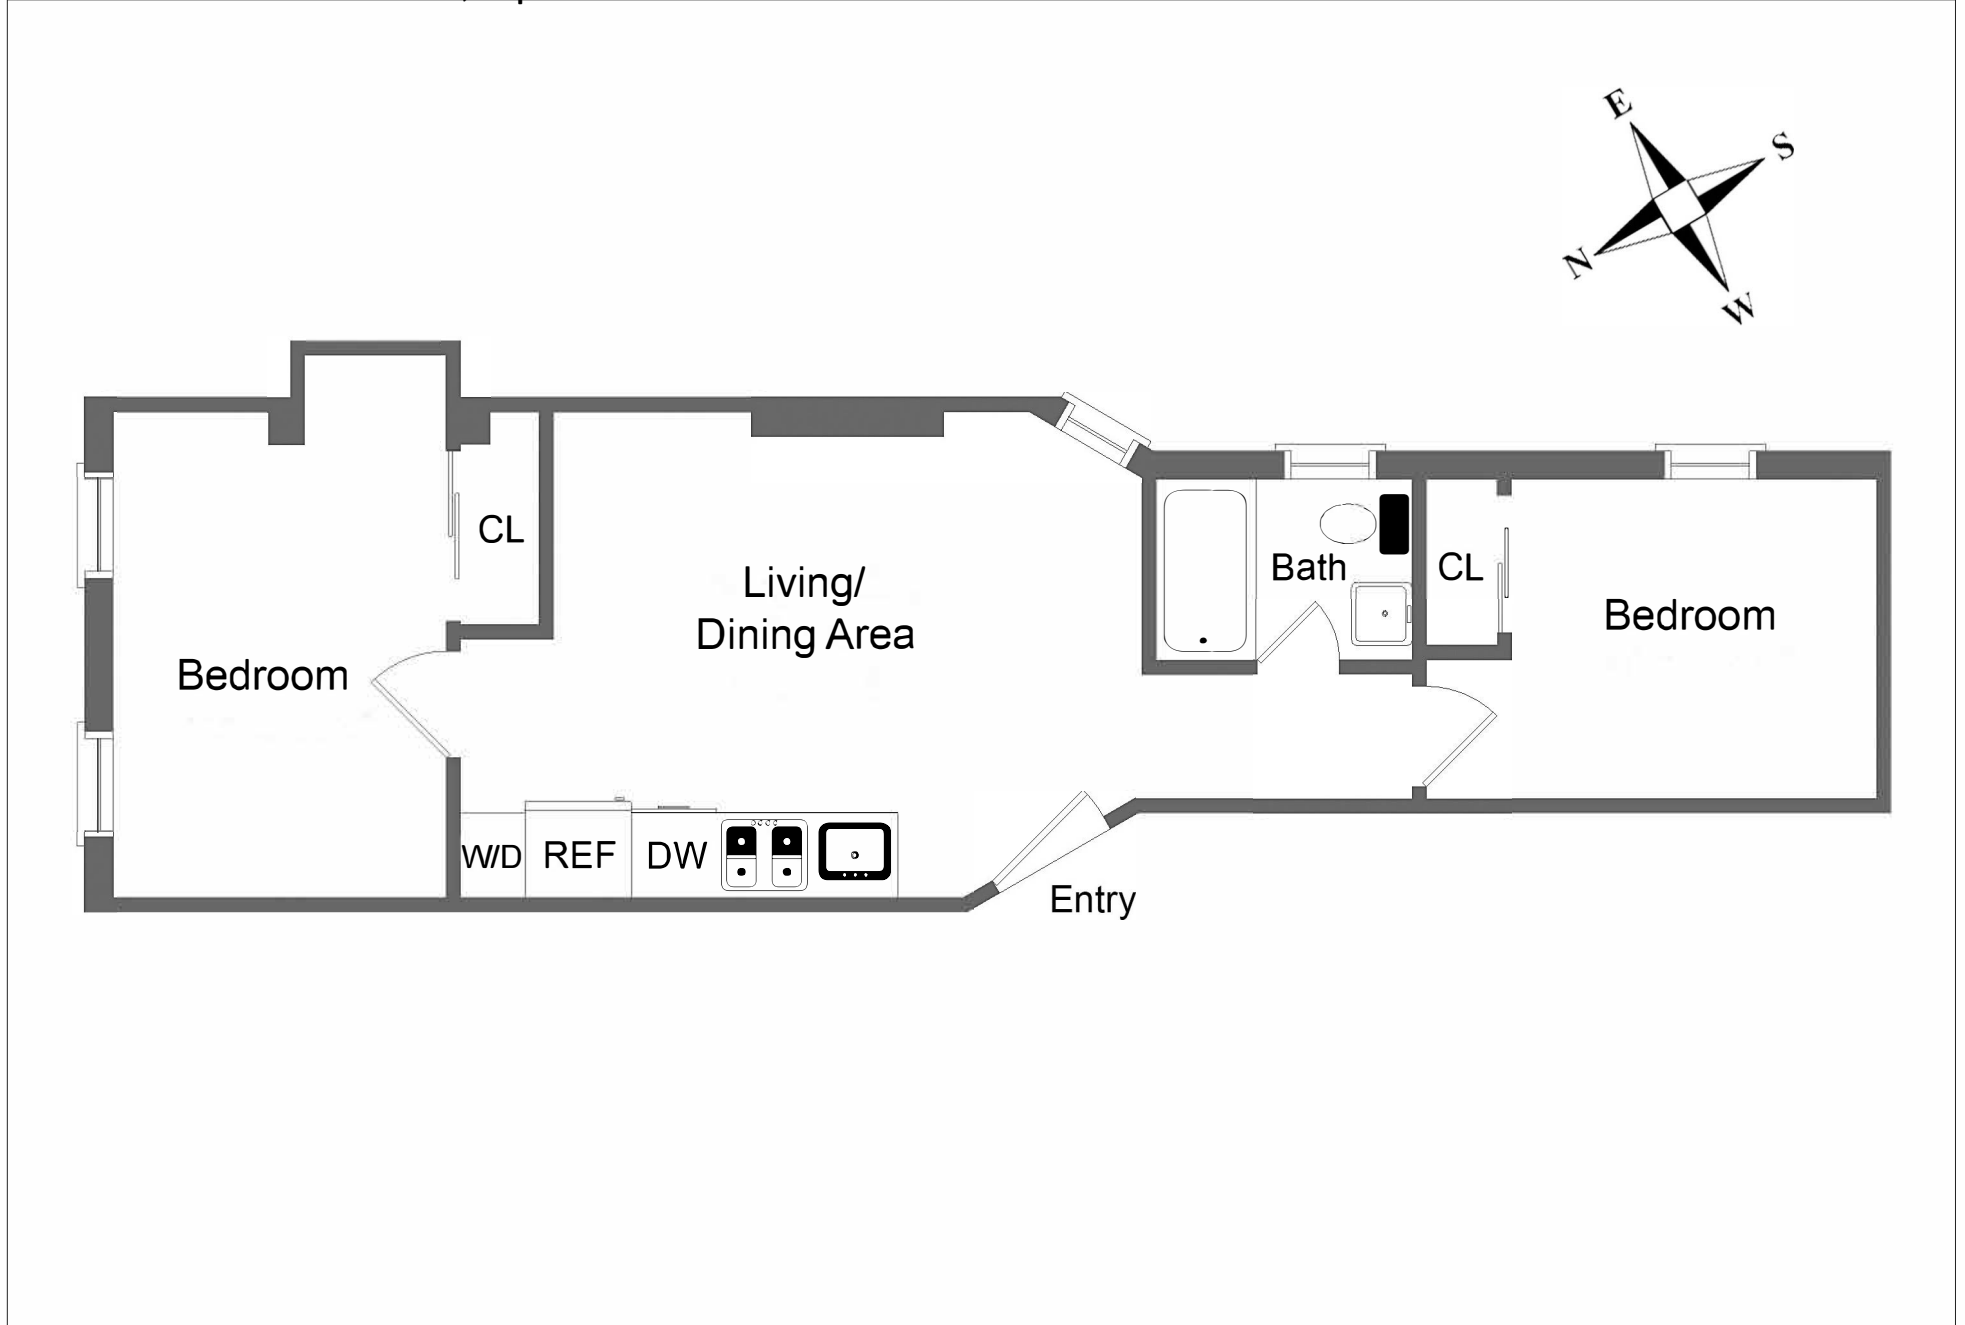 E
S
N
W
CL
Living/
Dining Area
Bath
CL
Bedroom
Bedroom
W/D
REF
DW
Entry